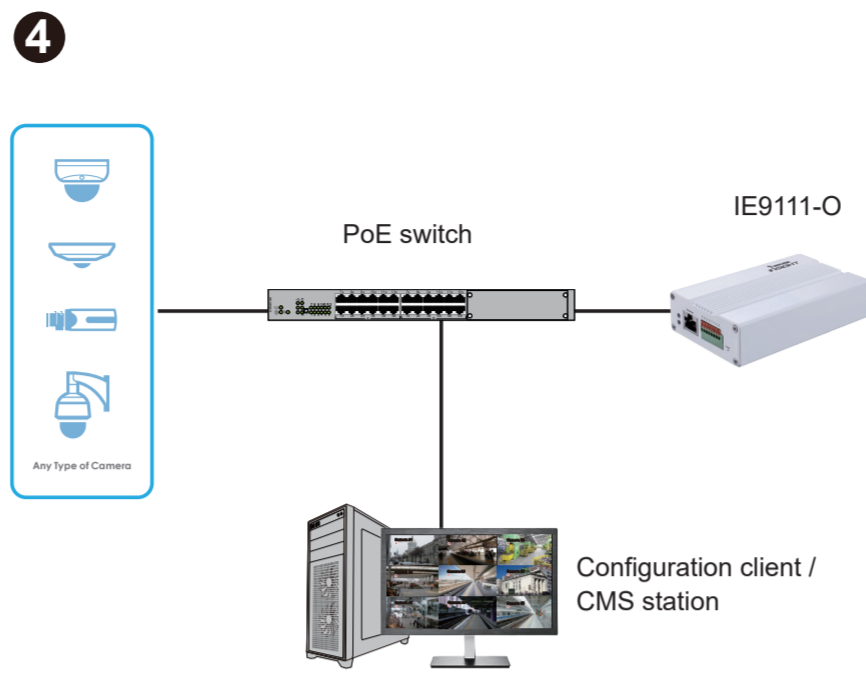 4
IE9111-O
PoE switch
Any Type of Camera
Configuration client /
CMS station